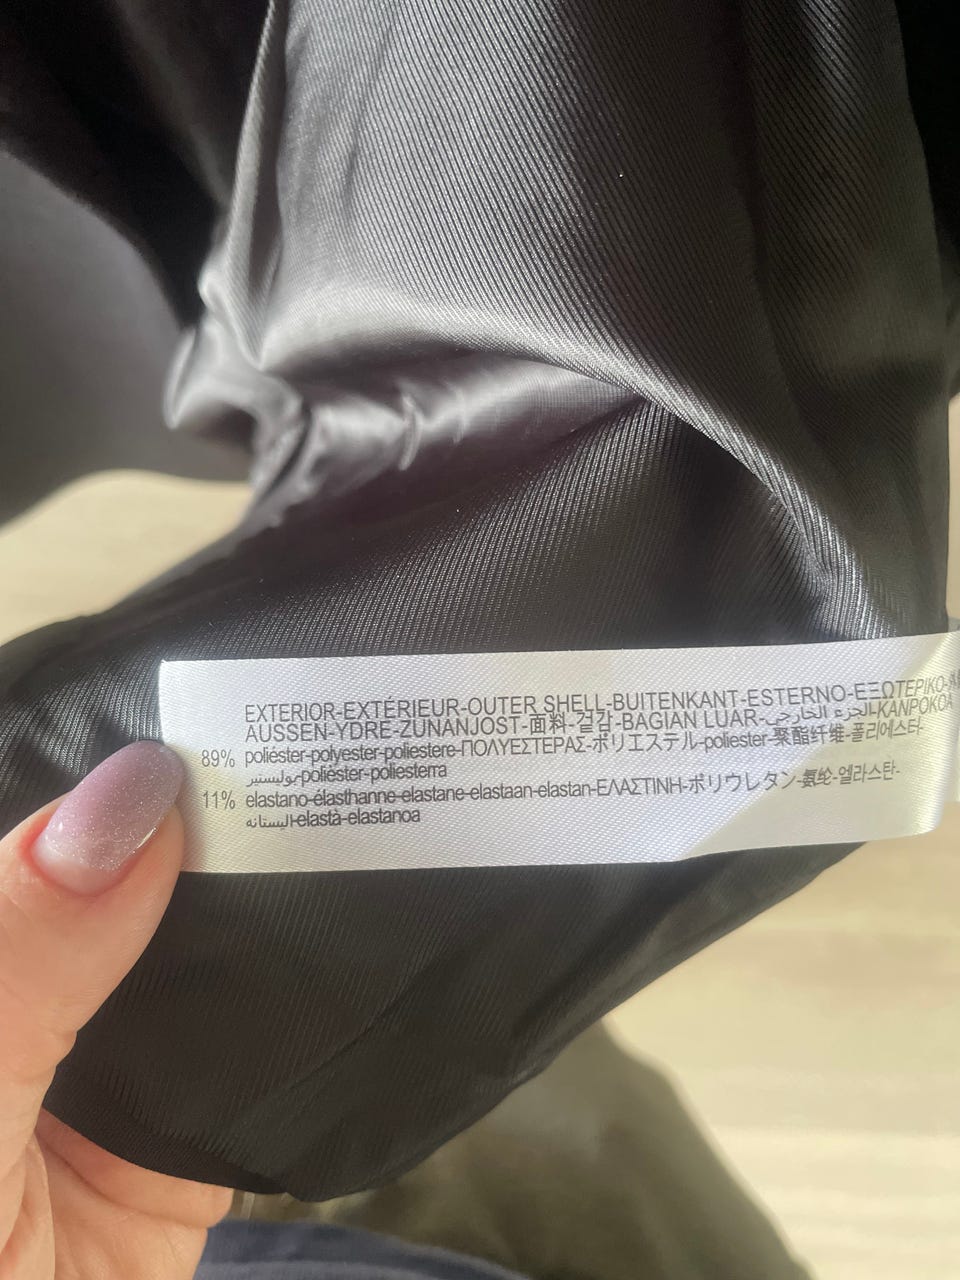 EXTERIOR-EXTÉRIEUR-OUTER SHELL-BUITENKANT-ESTERNO-ΕΞΩΤΕΡΙΚΟ-
AUSSEN-YDRE-ZUNANJOST-面料-겉감-BAGIAN LUAR-الجزء الخارجي-KANPOKOA
89% poliéster-polyester-poliestere-ΠΟΛΥΕΣΤΕΡΑΣ-ポリエステル-poliester-聚酯纤维-폴리에스터-
بوليستير-polièster-poliesterra
11% elastano-élasthanne-elastane-elastaan-elastan-ΕΛΑΣΤΙΝΗ-ポリウレタン-氨纶-엘라스탄-
اليستانه-elastà-elastanoa